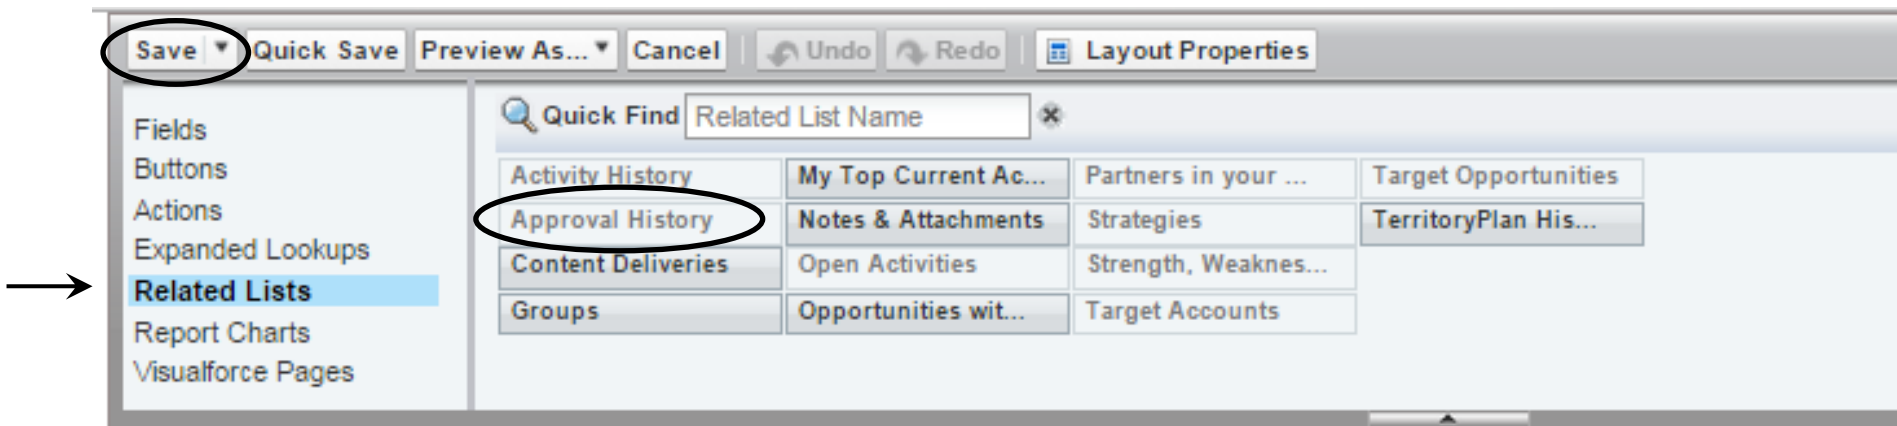 Save Quick Save Preview As... Cancel Undo Redo Layout Properties
Fields
Buttons
Actions
Expanded Lookups
Related Lists
Report Charts
Visualforce Pages
Quick Find Related List Name
Activity History My Top Current Ac... Partners in your ... Target Opportunities
Approval History Notes & Attachments Strategies TerritoryPlan His...
Content Deliveries Open Activities Strength, Weaknes...
Groups Opportunities wit... Target Accounts